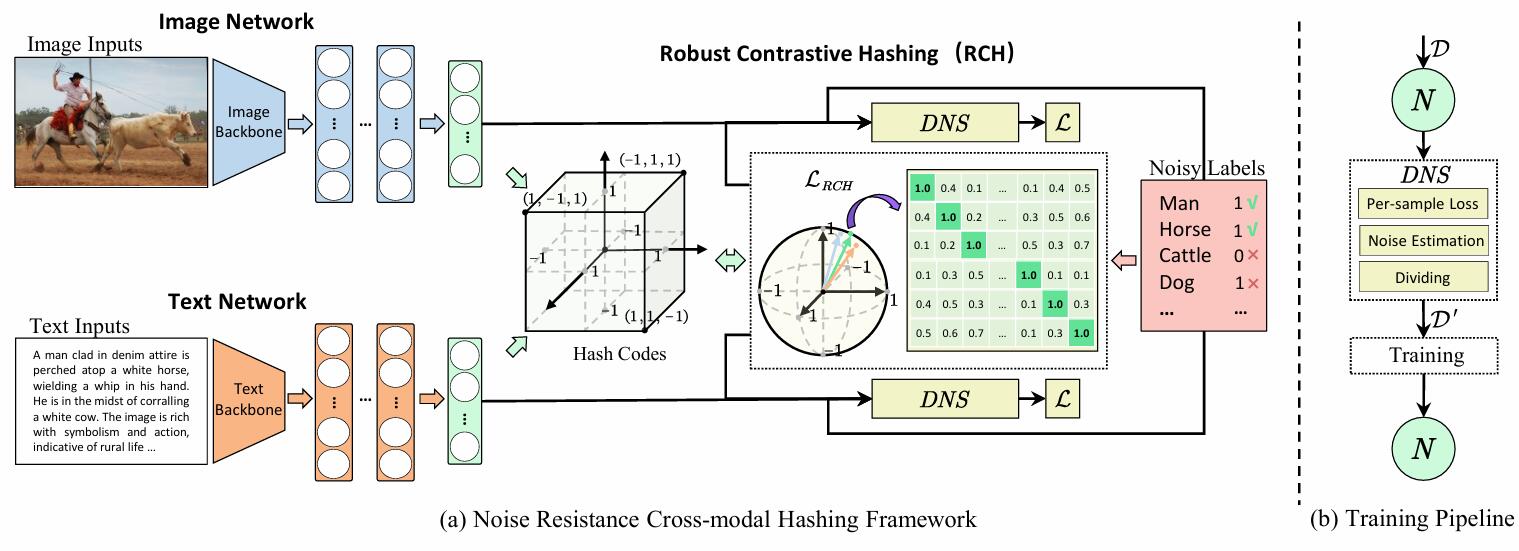 Image Network
Image Inputs
Image
Backbone
...
Robust Contrastive Hashing (RCH)
DNS
ℒ
(−1, 1, 1)
(1, −1, 1)
1
−1
−1
1
1
−1
(1, 1, −1)
Hash Codes
ℒRCH
1
−1
−1
1
1
−1
1.0 0.4 0.1 ... 0.1 0.4 0.5
0.4 1.0 0.2 ... 0.3 0.5 0.6
0.1 0.2 1.0 ... 0.5 0.3 0.7
0.1 0.3 0.5 ... 1.0 0.1 0.1
0.4 0.5 0.3 ... 0.1 1.0 0.3
0.5 0.6 0.7 ... 0.1 0.3 1.0
Noisy Labels
Man 1 √
Horse 1 √
Cattle 0 ×
Dog 1 ×
... ...
Text Network
Text Inputs
A man clad in denim attire is
perched atop a white horse,
wielding a whip in his hand.
He is in the midst of corralling
a white cow. The image is rich
with symbolism and action,
indicative of rural life ...
Text
Backbone
...
DNS
ℒ
(a) Noise Resistance Cross-modal Hashing Framework
𝒟
N
DNS
Per-sample Loss
Noise Estimation
Dividing
𝒟′
Training
N
(b) Training Pipeline